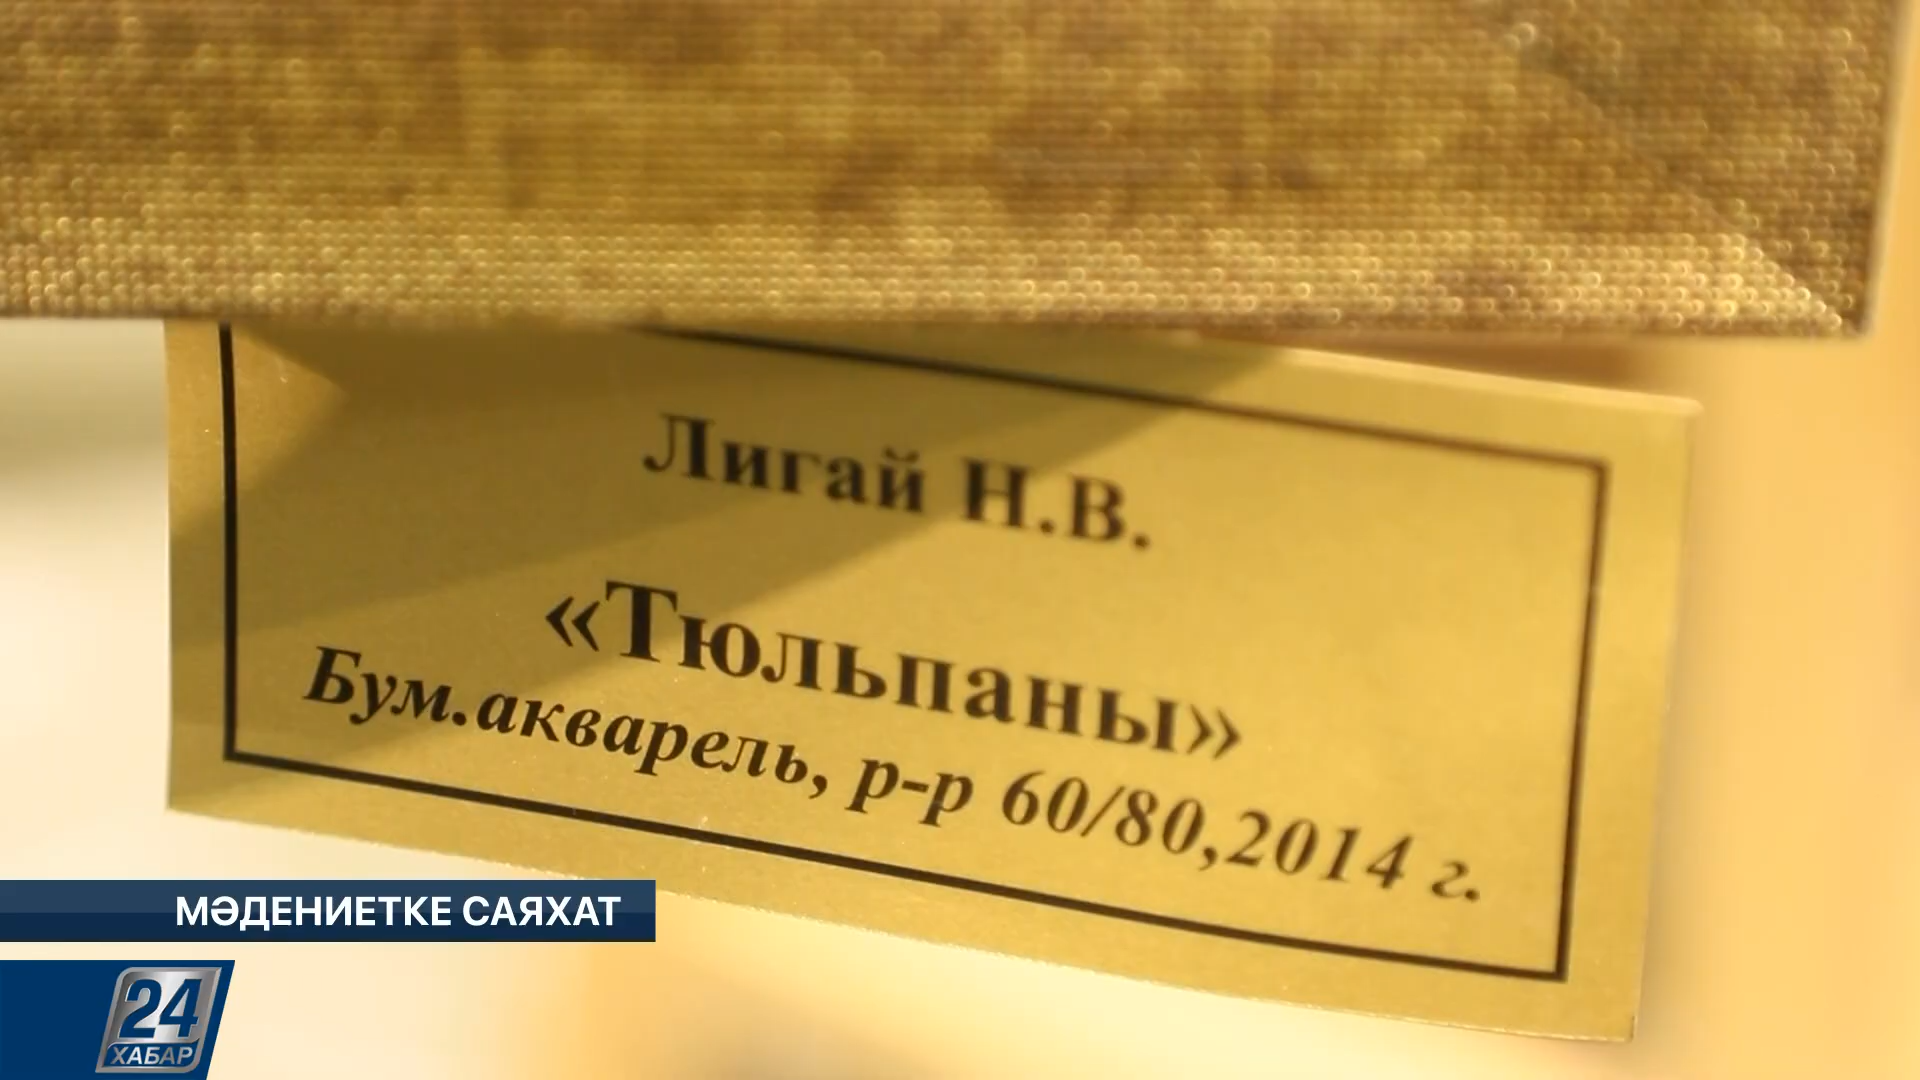 Лигай Н.В.
«Тюльпаны»
Бум.акварель, р-р 60/80,2014 г.
МӘДЕНИЕТКЕ САЯХАТ
24
ХАБАР